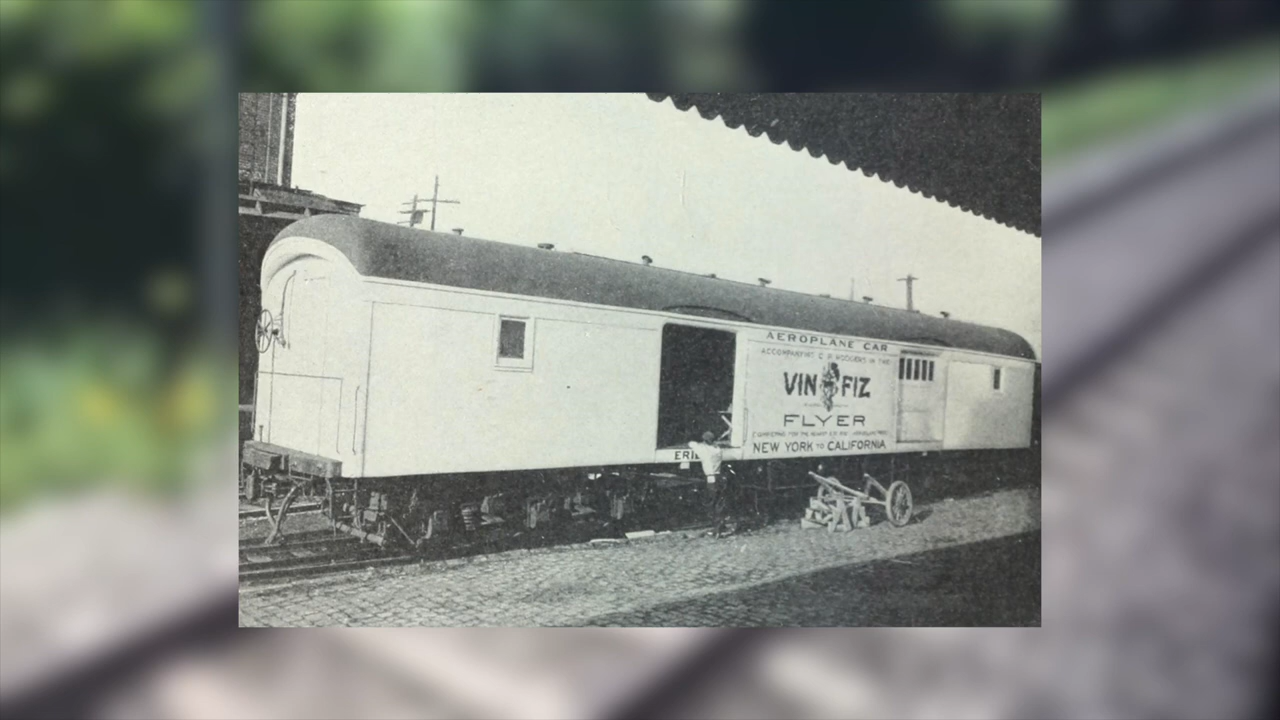 AEROPLANE CAR
ACCOMPANYING C. P. RODGERS IN THE
VIN FIZ
FLYER
NEW YORK TO CALIFORNIA
ERIE